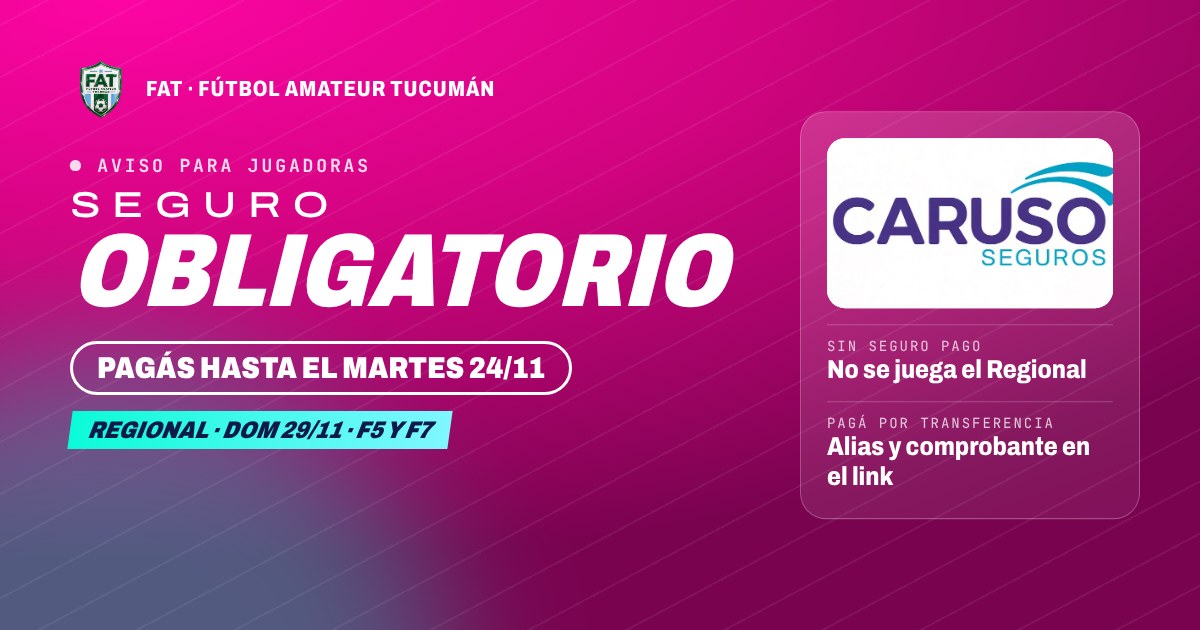 FAT
FAT · FÚTBOL AMATEUR TUCUMÁN
AVISO PARA JUGADORAS
SEGURO
OBLIGATORIO
PAGÁS HASTA EL MARTES 24/11
REGIONAL · DOM 29/11 · F5 Y F7
CARUSO
SEGUROS
SIN SEGURO PAGO
No se juega el Regional
PAGÁ POR TRANSFERENCIA
Alias y comprobante en
el link